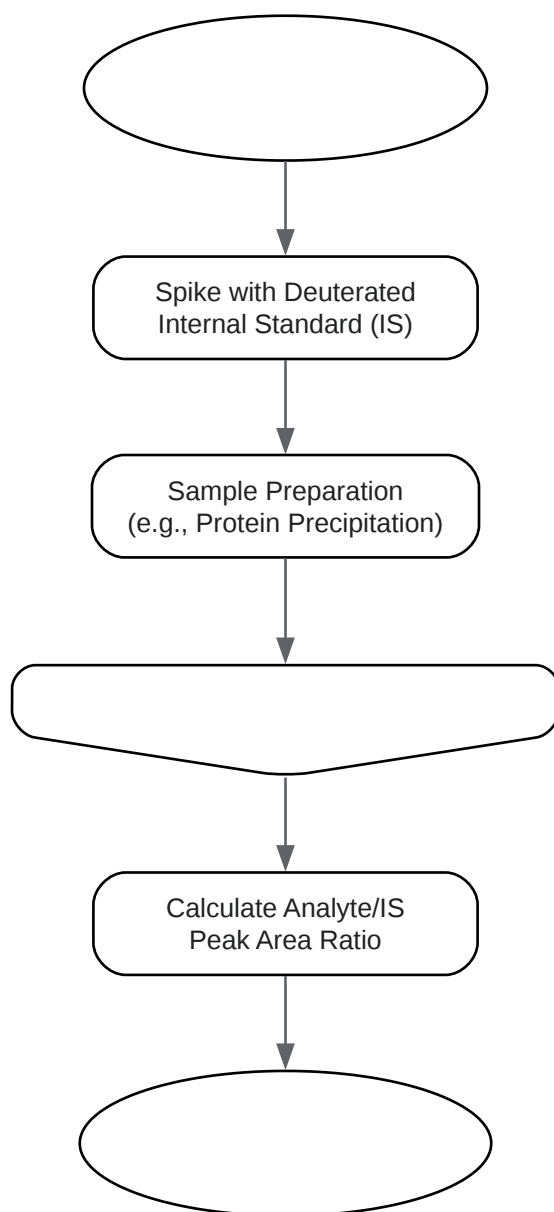 Spike with Deuterated
Internal Standard (IS)
Sample Preparation
(e.g., Protein Precipitation)
Calculate Analyte/IS
Peak Area Ratio